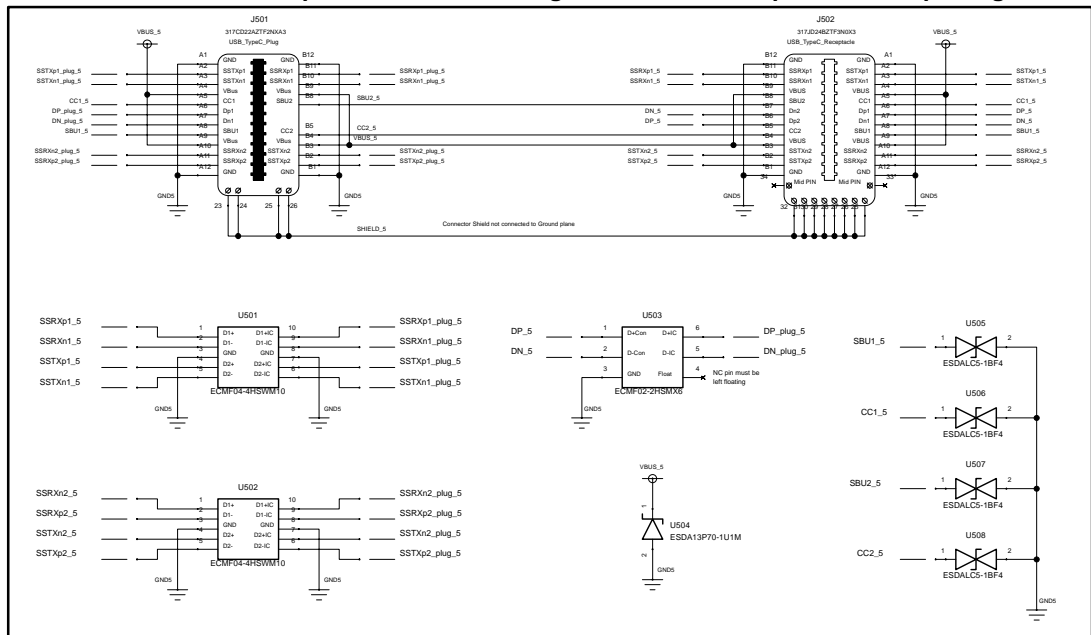 J501
317CD22AZTF2NXA3
USB_TypeC_Plug
VBUS_5
A1 GND GND B12
A2 SSTXp1 SSRXp1 B11
A3 SSTXn1 SSRXn1 B10
A4 VBus VBus B9
A5 CC1 SBU2 B8
A6 Dp1
A7 Dn1
A8 SBU1 CC2 B5
A9 VBus VBus B4
A10 SSRXn2 SSTXn2 B3
A11 SSRXp2 SSTXp2 B2
A12 GND GND B1
SSTXp1_plug_5
SSTXn1_plug_5
CC1_5
DP_plug_5
DN_plug_5
SBU1_5
SSRXn2_plug_5
SSRXp2_plug_5
SSRXp1_plug_5
SSRXn1_plug_5
SBU2_5
CC2_5
VBUS_5
SSTXn2_plug_5
SSTXp2_plug_5
GND5
GND5
23 24 25 26
SHIELD_5
Connector Shield not connected to Ground plane
J502
317JD24BZTF3N0X3
USB_TypeC_Receptacle
VBUS_5
B12 GND GND A1
B11 SSRXp1 SSTXp1 A2
B10 SSRXn1 SSTXn1 A3
B9 VBUS VBUS A4
B8 SBU2 CC1 A5
B7 Dn2 Dp1 A6
B6 Dp2 Dn1 A7
B5 CC2 SBU1 A8
B4 VBUS VBUS A9
B3 SSTXn2 SSRXn2 A10
B2 SSTXp2 SSRXp2 A11
B1 GND GND A12
34 Mid PIN Mid PIN 33
SSRXp1_5
SSRXn1_5
DN_5
DP_5
SSTXn2_5
SSTXp2_5
SSTXp1_5
SSTXn1_5
CC1_5
DP_5
DN_5
SBU1_5
SSRXn2_5
SSRXp2_5
GND5
GND5
32 31 30 29 28 27 26 25
U501
SSRXp1_5 1 D1+ D1+IC 10 SSRXp1_plug_5
SSRXn1_5 2 D1- D1-IC 9 SSRXn1_plug_5
3 GND GND 8
SSTXp1_5 4 D2+ D2+IC 7 SSTXp1_plug_5
SSTXn1_5 5 D2- D2-IC 6 SSTXn1_plug_5
ECMF04-4HSWM10
GND5
GND5
U503
DP_5 1 D+Con D+IC 6 DP_plug_5
DN_5 2 D-Con D-IC 5 DN_plug_5
3 GND Float 4
NC pin must be
left floating
ECMF02-2HSMX6
GND5
U505
SBU1_5 1 2
ESDALC5-1BF4
U506
CC1_5 1 2
ESDALC5-1BF4
U507
SBU2_5 1 2
ESDALC5-1BF4
U508
CC2_5 1 2
ESDALC5-1BF4
GND5
U502
SSRXn2_5 1 D1+ D1+IC 10 SSRXn2_plug_5
SSRXp2_5 2 D1- D1-IC 9 SSRXp2_plug_5
3 GND GND 8
SSTXn2_5 4 D2+ D2+IC 7 SSTXn2_plug_5
SSTXp2_5 5 D2- D2-IC 6 SSTXp2_plug_5
ECMF04-4HSWM10
GND5
GND5
VBUS_5
1
U504
ESDA13P70-1U1M
2
GND5